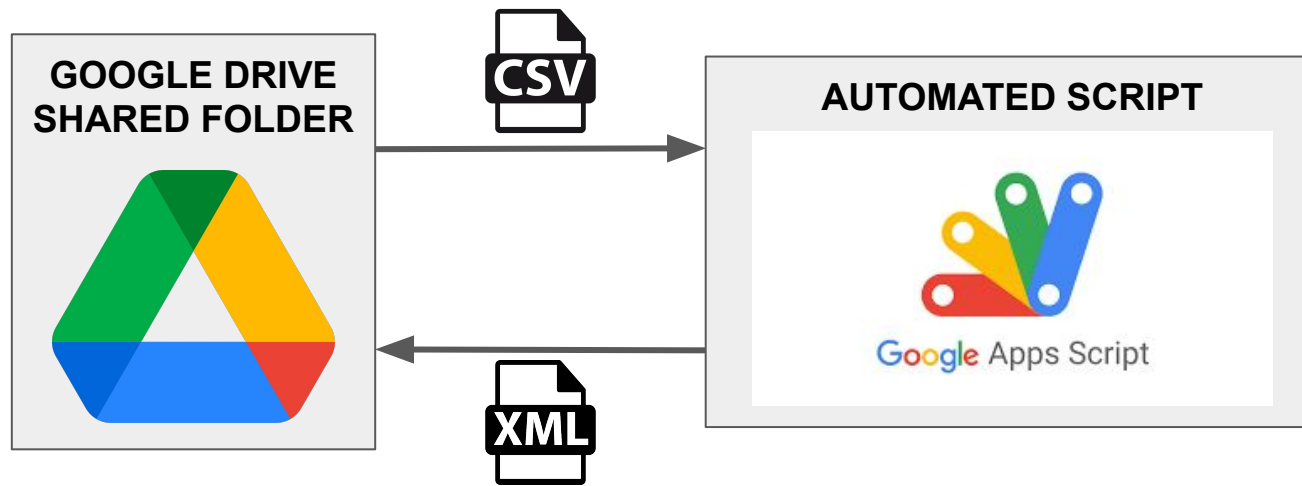 GOOGLE DRIVE
SHARED FOLDER
CSV
AUTOMATED SCRIPT
Google Apps Script
XML